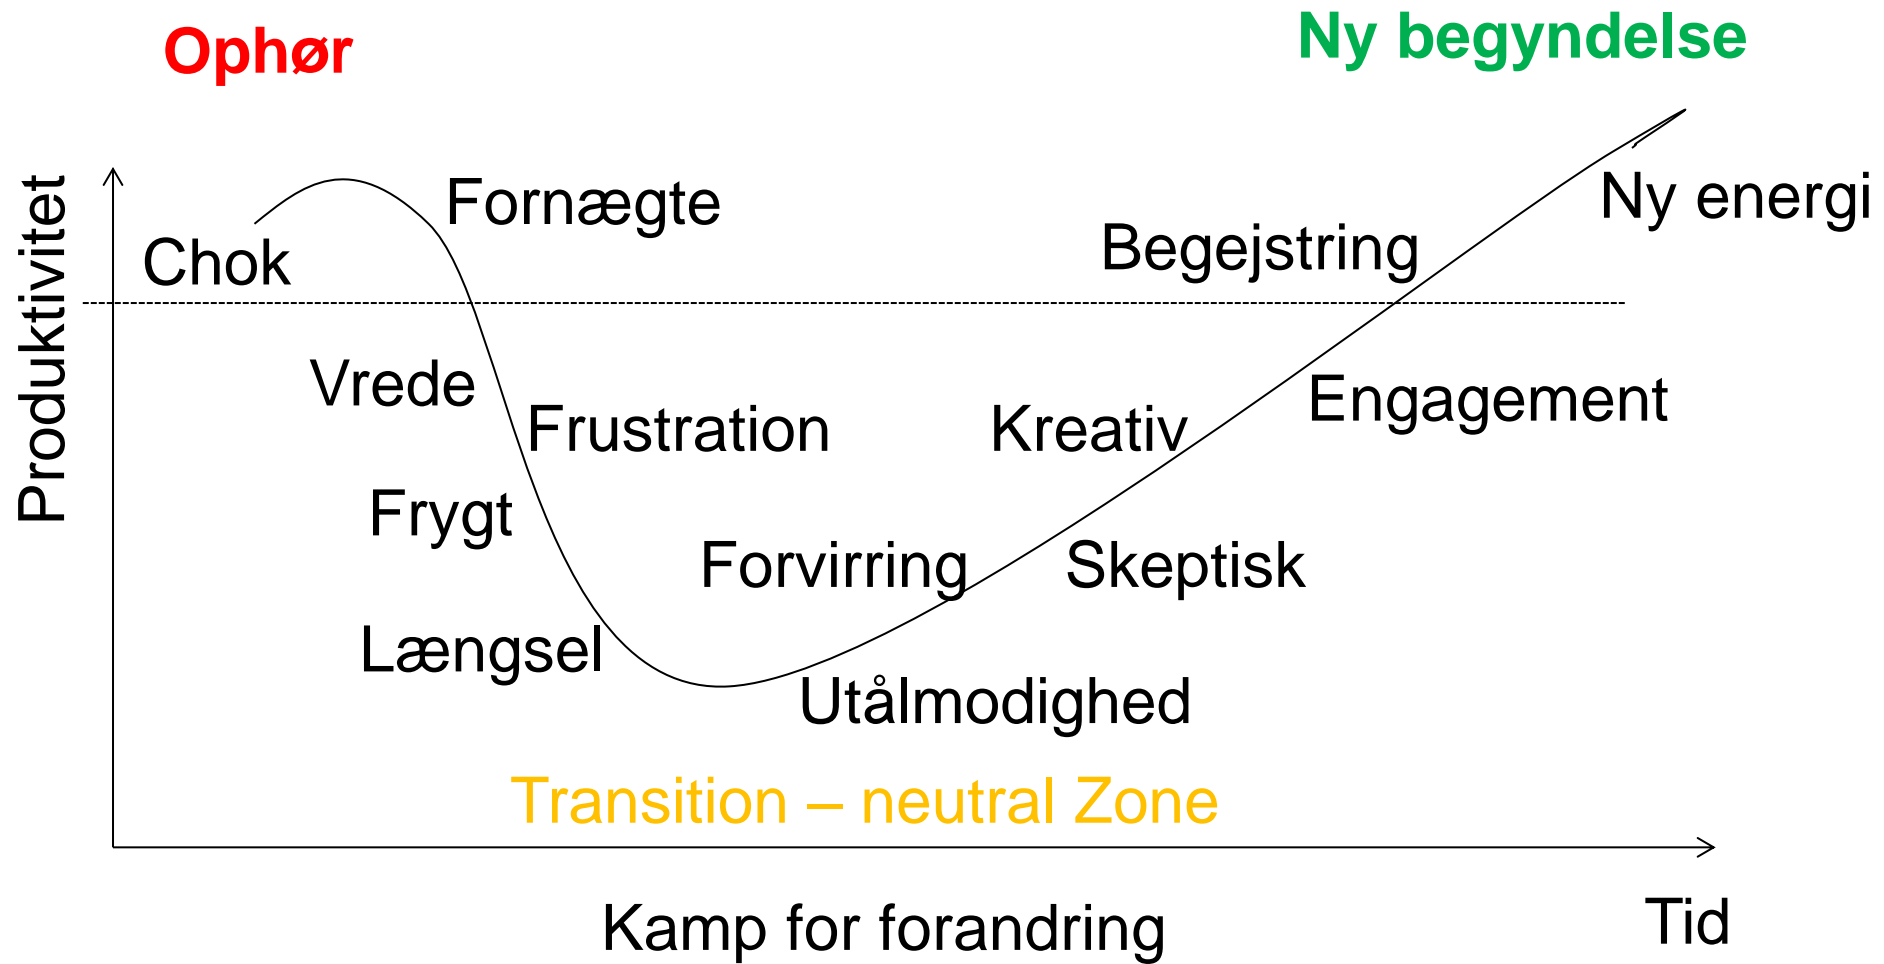 Ophør
Ny begyndelse
Produktivitet
Fornægte
Ny energi
Chok
Begejstring
Vrede
Engagement
Frustration
Kreativ
Frygt
Forvirring
Skeptisk
Længsel
Utålmodighed
Transition – neutral Zone
Kamp for forandring
Tid